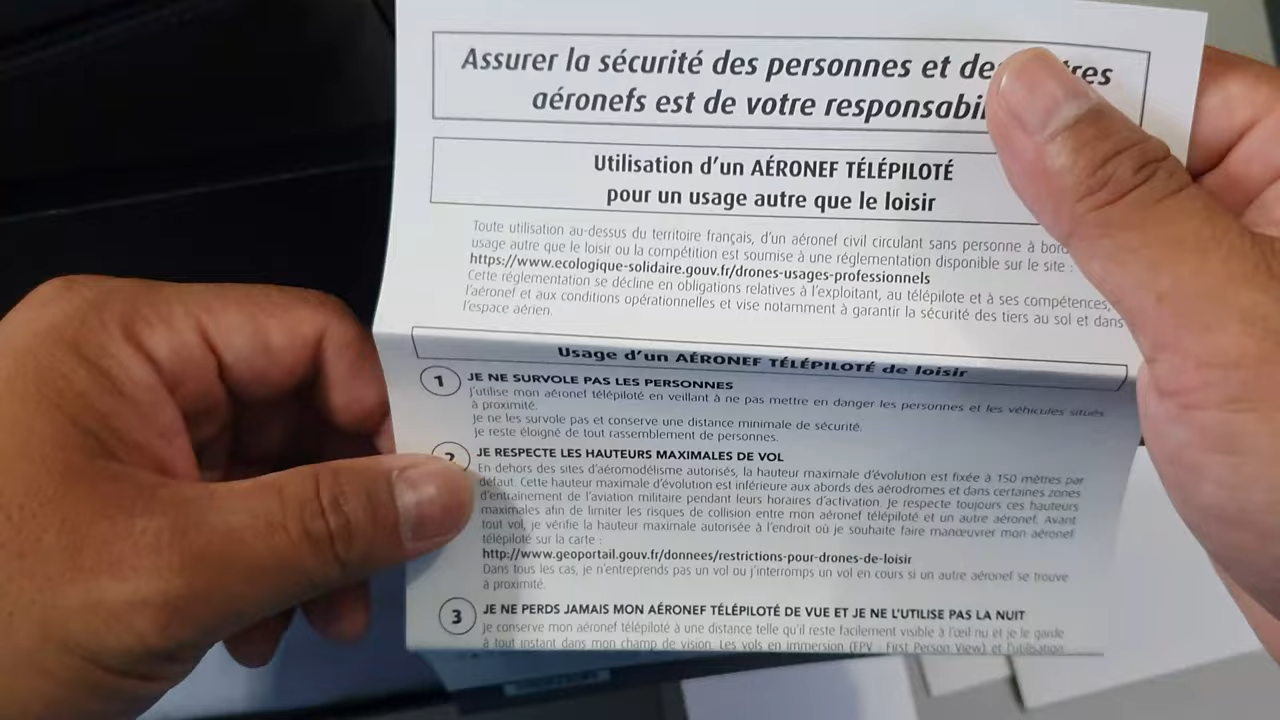 Assurer la sécurité des personnes et de tres
aéronefs est de votre responsabi
Utilisation d'un AÉRONEF TÉLÉPILOTÉ
pour un usage autre que le loisir
Toute utilisation au-dessus du territoire français, d'un aéronef civil circulant sans personne à bor
usage autre que le loisir ou la compétition est soumise à une réglementation disponible sur le site :
https://www.ecologique-solidaire.gouv.fr/drones-usages-professionnels
Cette réglementation se décline en obligations relatives à l'exploitant, au télépilote et à ses compétences,
l'aéronef et aux conditions opérationnelles et vise notamment à garantir la sécurité des tiers au sol et dans
l'espace aérien.
Usage d'un AÉRONEF TÉLÉPILOTÉ de loisir
1 JE NE SURVOLE PAS LES PERSONNES
J'utilise mon aéronef télépiloté en veillant à ne pas mettre en danger les personnes et les véhicules situés
à proximité.
Je ne les survole pas et conserve une distance minimale de sécurité.
Je reste éloigné de tout rassemblement de personnes.
2 JE RESPECTE LES HAUTEURS MAXIMALES DE VOL
En dehors des sites d'aéromodélisme autorisés, la hauteur maximale d'évolution est fixée à 150 mètres par
défaut. Cette hauteur maximale d'évolution est inférieure aux abords des aérodromes et dans certaines zones
d'entrainement de l'aviation militaire pendant leurs horaires d'activation. Je respecte toujours ces hauteurs
maximales afin de limiter les risques de collision entre mon aéronef télépiloté et un autre aéronef. Avant
tout vol, je vérifie la hauteur maximale autorisée à l'endroit où je souhaite faire manœuvrer mon aéronef
télépiloté sur la carte :
http://www.geoportail.gouv.fr/donnees/restrictions-pour-drones-de-loisir
Dans tous les cas, je n'entreprends pas un vol ou j'interromps un vol en cours si un autre aéronef se trouve
à proximité.
3 JE NE PERDS JAMAIS MON AÉRONEF TÉLÉPILOTÉ DE VUE ET JE NE L'UTILISE PAS LA NUIT
Je conserve mon aéronef télépiloté à une distance telle qu'il reste facilement visible à l'œil nu et je le garde
à tout instant dans mon champ de vision. Les vols en immersion (FPV : First Person View) et l'utilisation